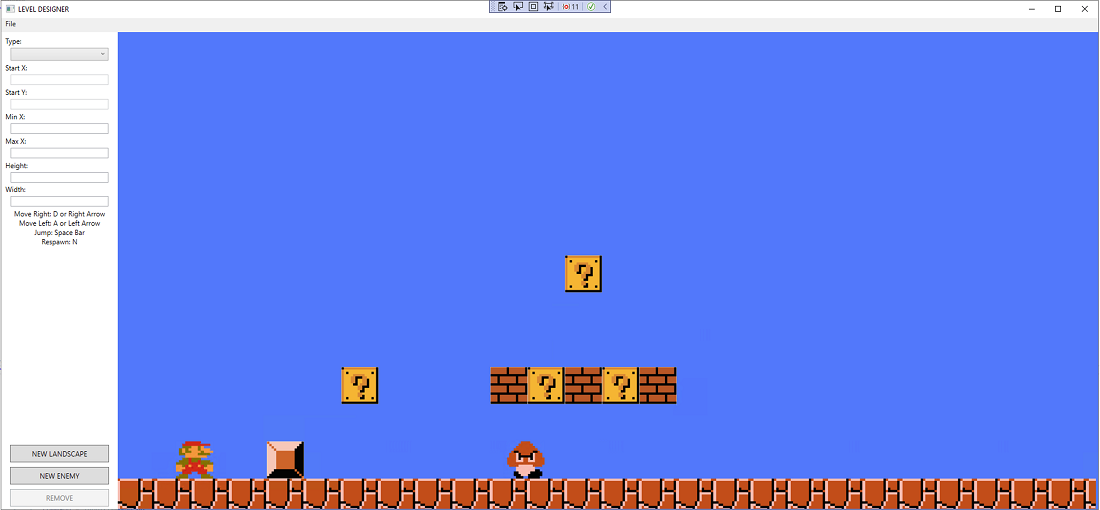 LEVEL DESIGNER
11
File
Type:
Start X:
Start Y:
Min X:
Max X:
Height:
Width:
Move Right: D or Right Arrow
Move Left: A or Left Arrow
Jump: Space Bar
Respawn: N
?
?
?
?
NEW LANDSCAPE
NEW ENEMY
REMOVE